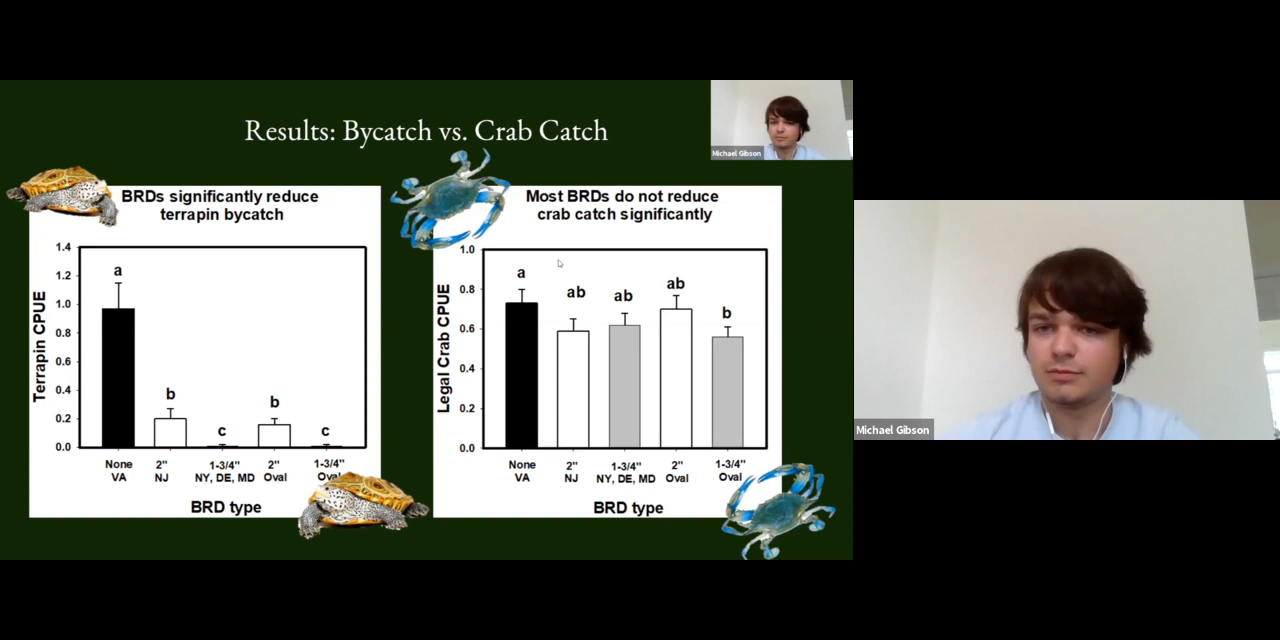 Results: Bycatch vs. Crab Catch
Michael Gibson
BRDs significantly reduce
terrapin bycatch
Terrapin CPUE
1.4
1.2
1.0
0.8
0.6
0.4
0.2
0.0
a
b
c
b
c
None
VA
2"
NJ
1-3/4"
NY, DE, MD
2"
Oval
1-3/4"
Oval
BRD type
Most BRDs do not reduce
crab catch significantly
Legal Crab CPUE
1.0
0.8
0.6
0.4
0.2
0.0
a
ab
ab
ab
b
None
VA
2"
NJ
1-3/4"
NY, DE, MD
2"
Oval
1-3/4"
Oval
BRD type
Michael Gibson